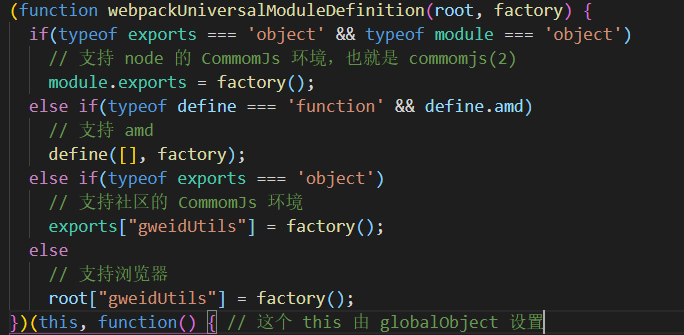 (function webpackUniversalModuleDefinition(root, factory) {
  if(typeof exports === 'object' && typeof module === 'object')
    // 支持 node 的 CommomJs 环境，也就是 commomjs(2)
    module.exports = factory();
  else if(typeof define === 'function' && define.amd)
    // 支持 amd
    define([], factory);
  else if(typeof exports === 'object')
    // 支持社区的 CommomJs 环境
    exports["gweidUtils"] = factory();
  else
    // 支持浏览器
    root["gweidUtils"] = factory();
})(this, function() { // 这个 this 由 globalObject 设置